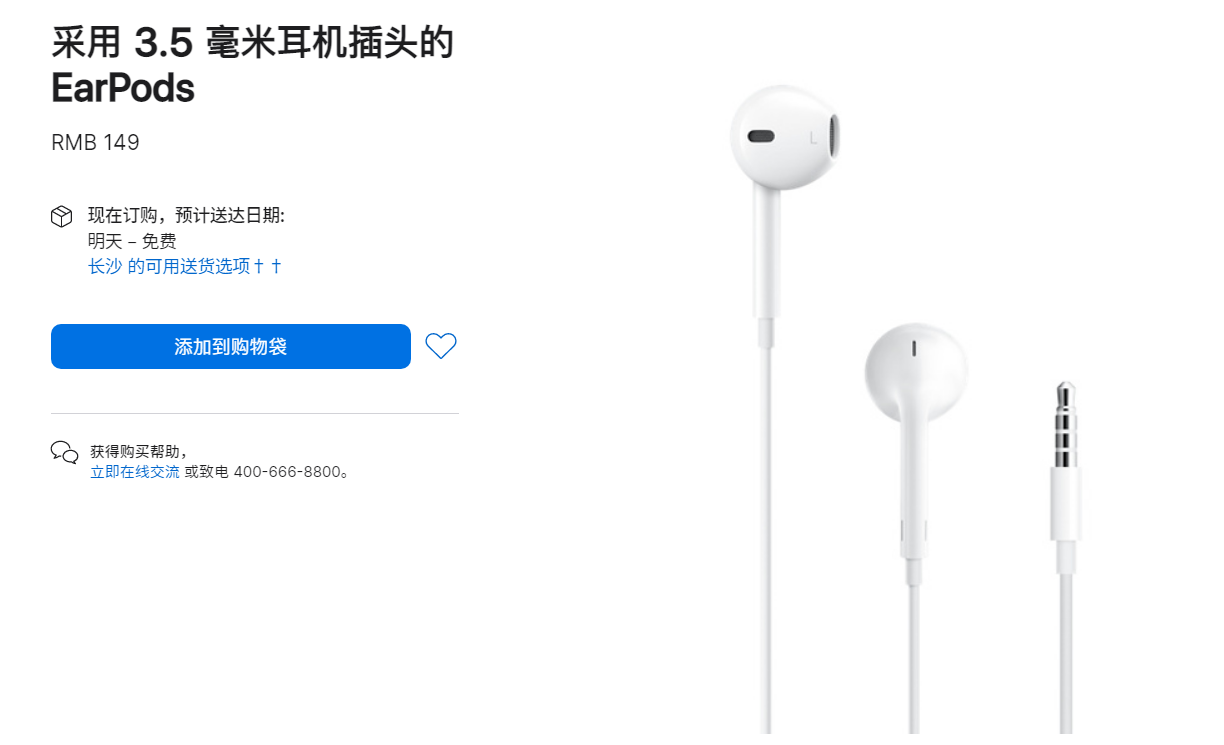 采用 3.5 毫米耳机插头的
EarPods
RMB 149
现在订购，预计送达日期:
明天 – 免费
长沙 的可用送货选项††
添加到购物袋
获得购买帮助，
立即在线交流 或致电 400-666-8800。
L